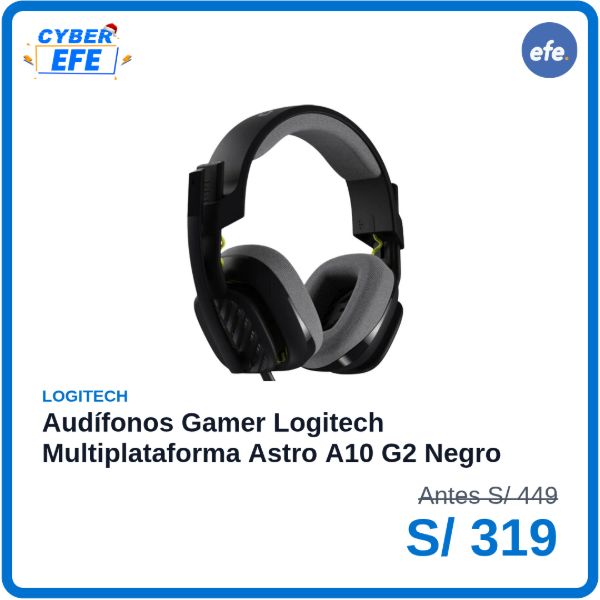 CYBER
EFE
efe.
LOGITECH
Audífonos Gamer Logitech
Multiplataforma Astro A10 G2 Negro
Antes S/ 449
S/ 319